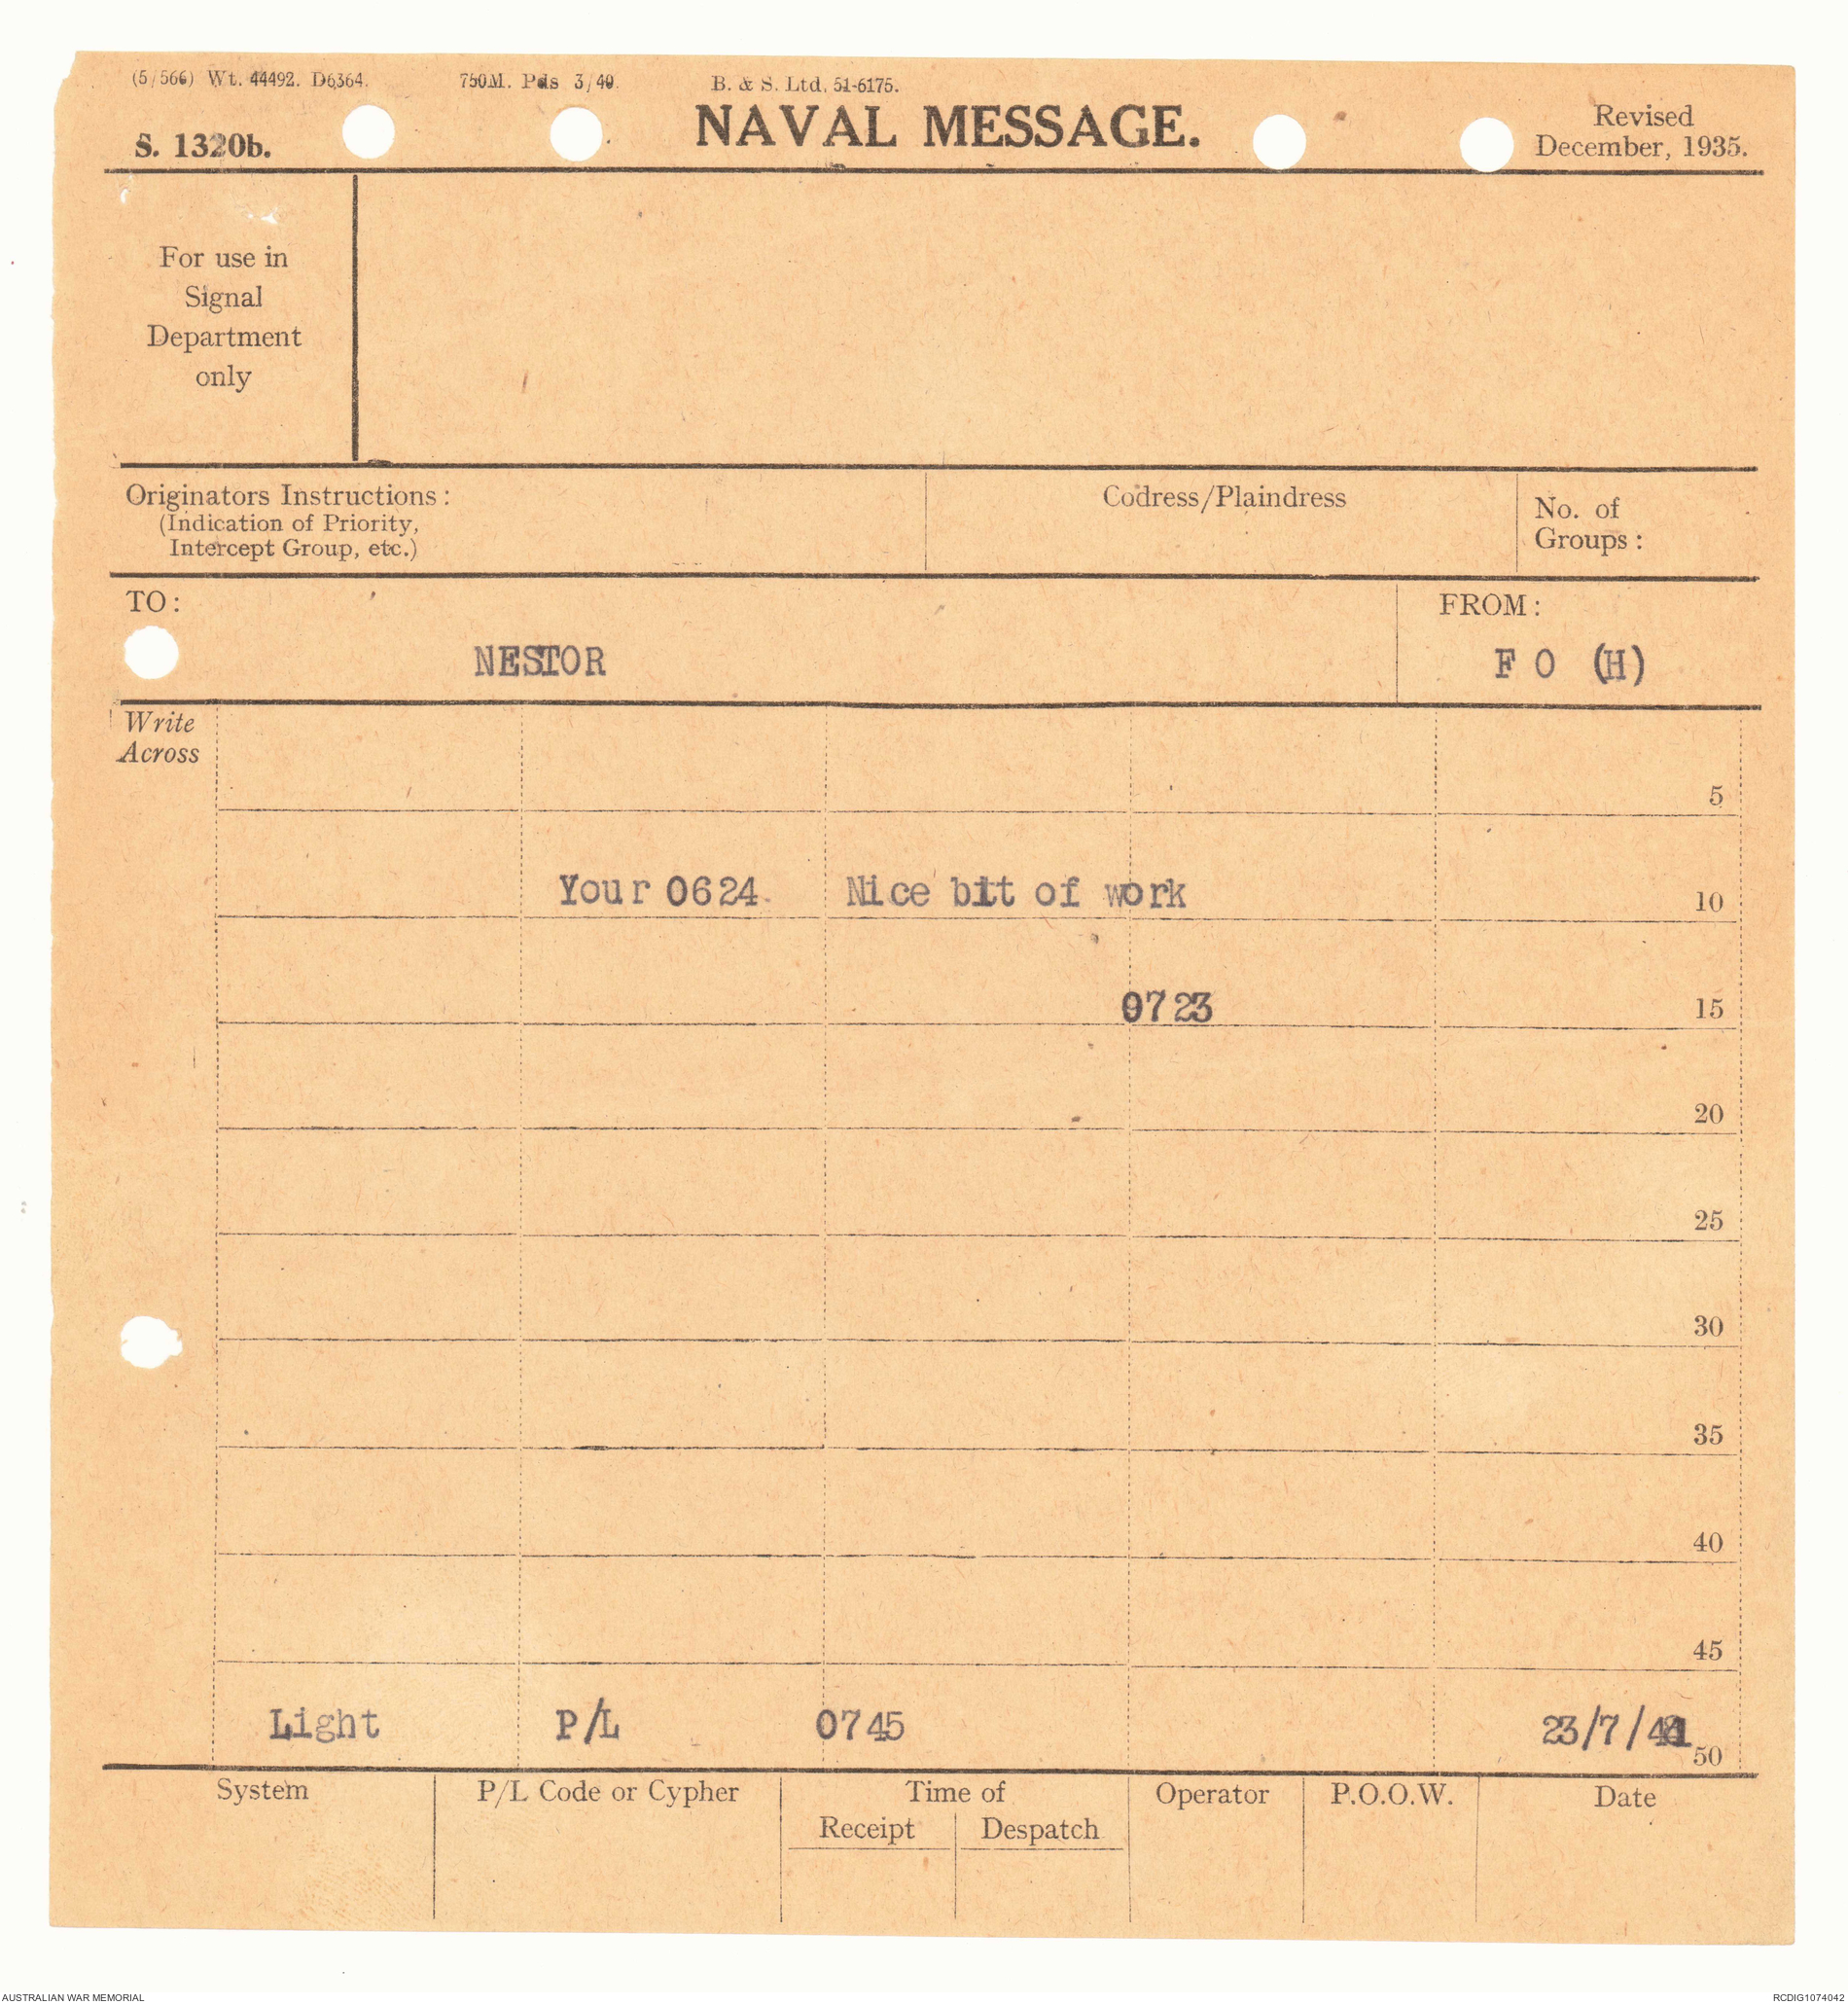 (5/566) Wt. 44492. D6364. 750M. Pds 3/40. B. & S. Ltd, 51-6175.
S. 1320b.
NAVAL MESSAGE.
Revised
December, 1935.
For use in
Signal
Department
only
Originators Instructions:
(Indication of Priority,
Intercept Group, etc.)
Codress/Plaindress
No. of
Groups:
TO:
NESTOR
FROM:
F O (H)
Write
Across
5
Your 0624. Nice bit of work
10
0723
15
20
25
30
35
40
45
Light P/L 0745 23/7/41
50
System
P/L Code or Cypher
Time of
Receipt
Despatch
Operator
P.O.O.W.
Date
AUSTRALIAN WAR MEMORIAL
RCDIG1074042